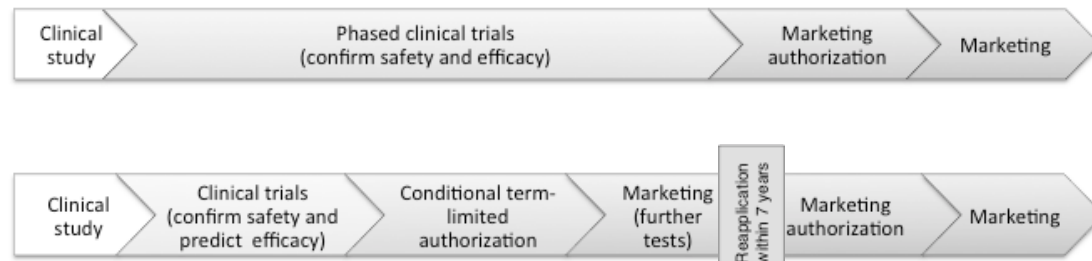 Clinical
study
Phased clinical trials
(confirm safety and efficacy)
Marketing
authorization
Marketing
Clinical
study
Clinical trials
(confirm safety and
predict efficacy)
Conditional term-
limited
authorization
Marketing
(further
tests)
Reapplication
within 7 years
Marketing
authorization
Marketing